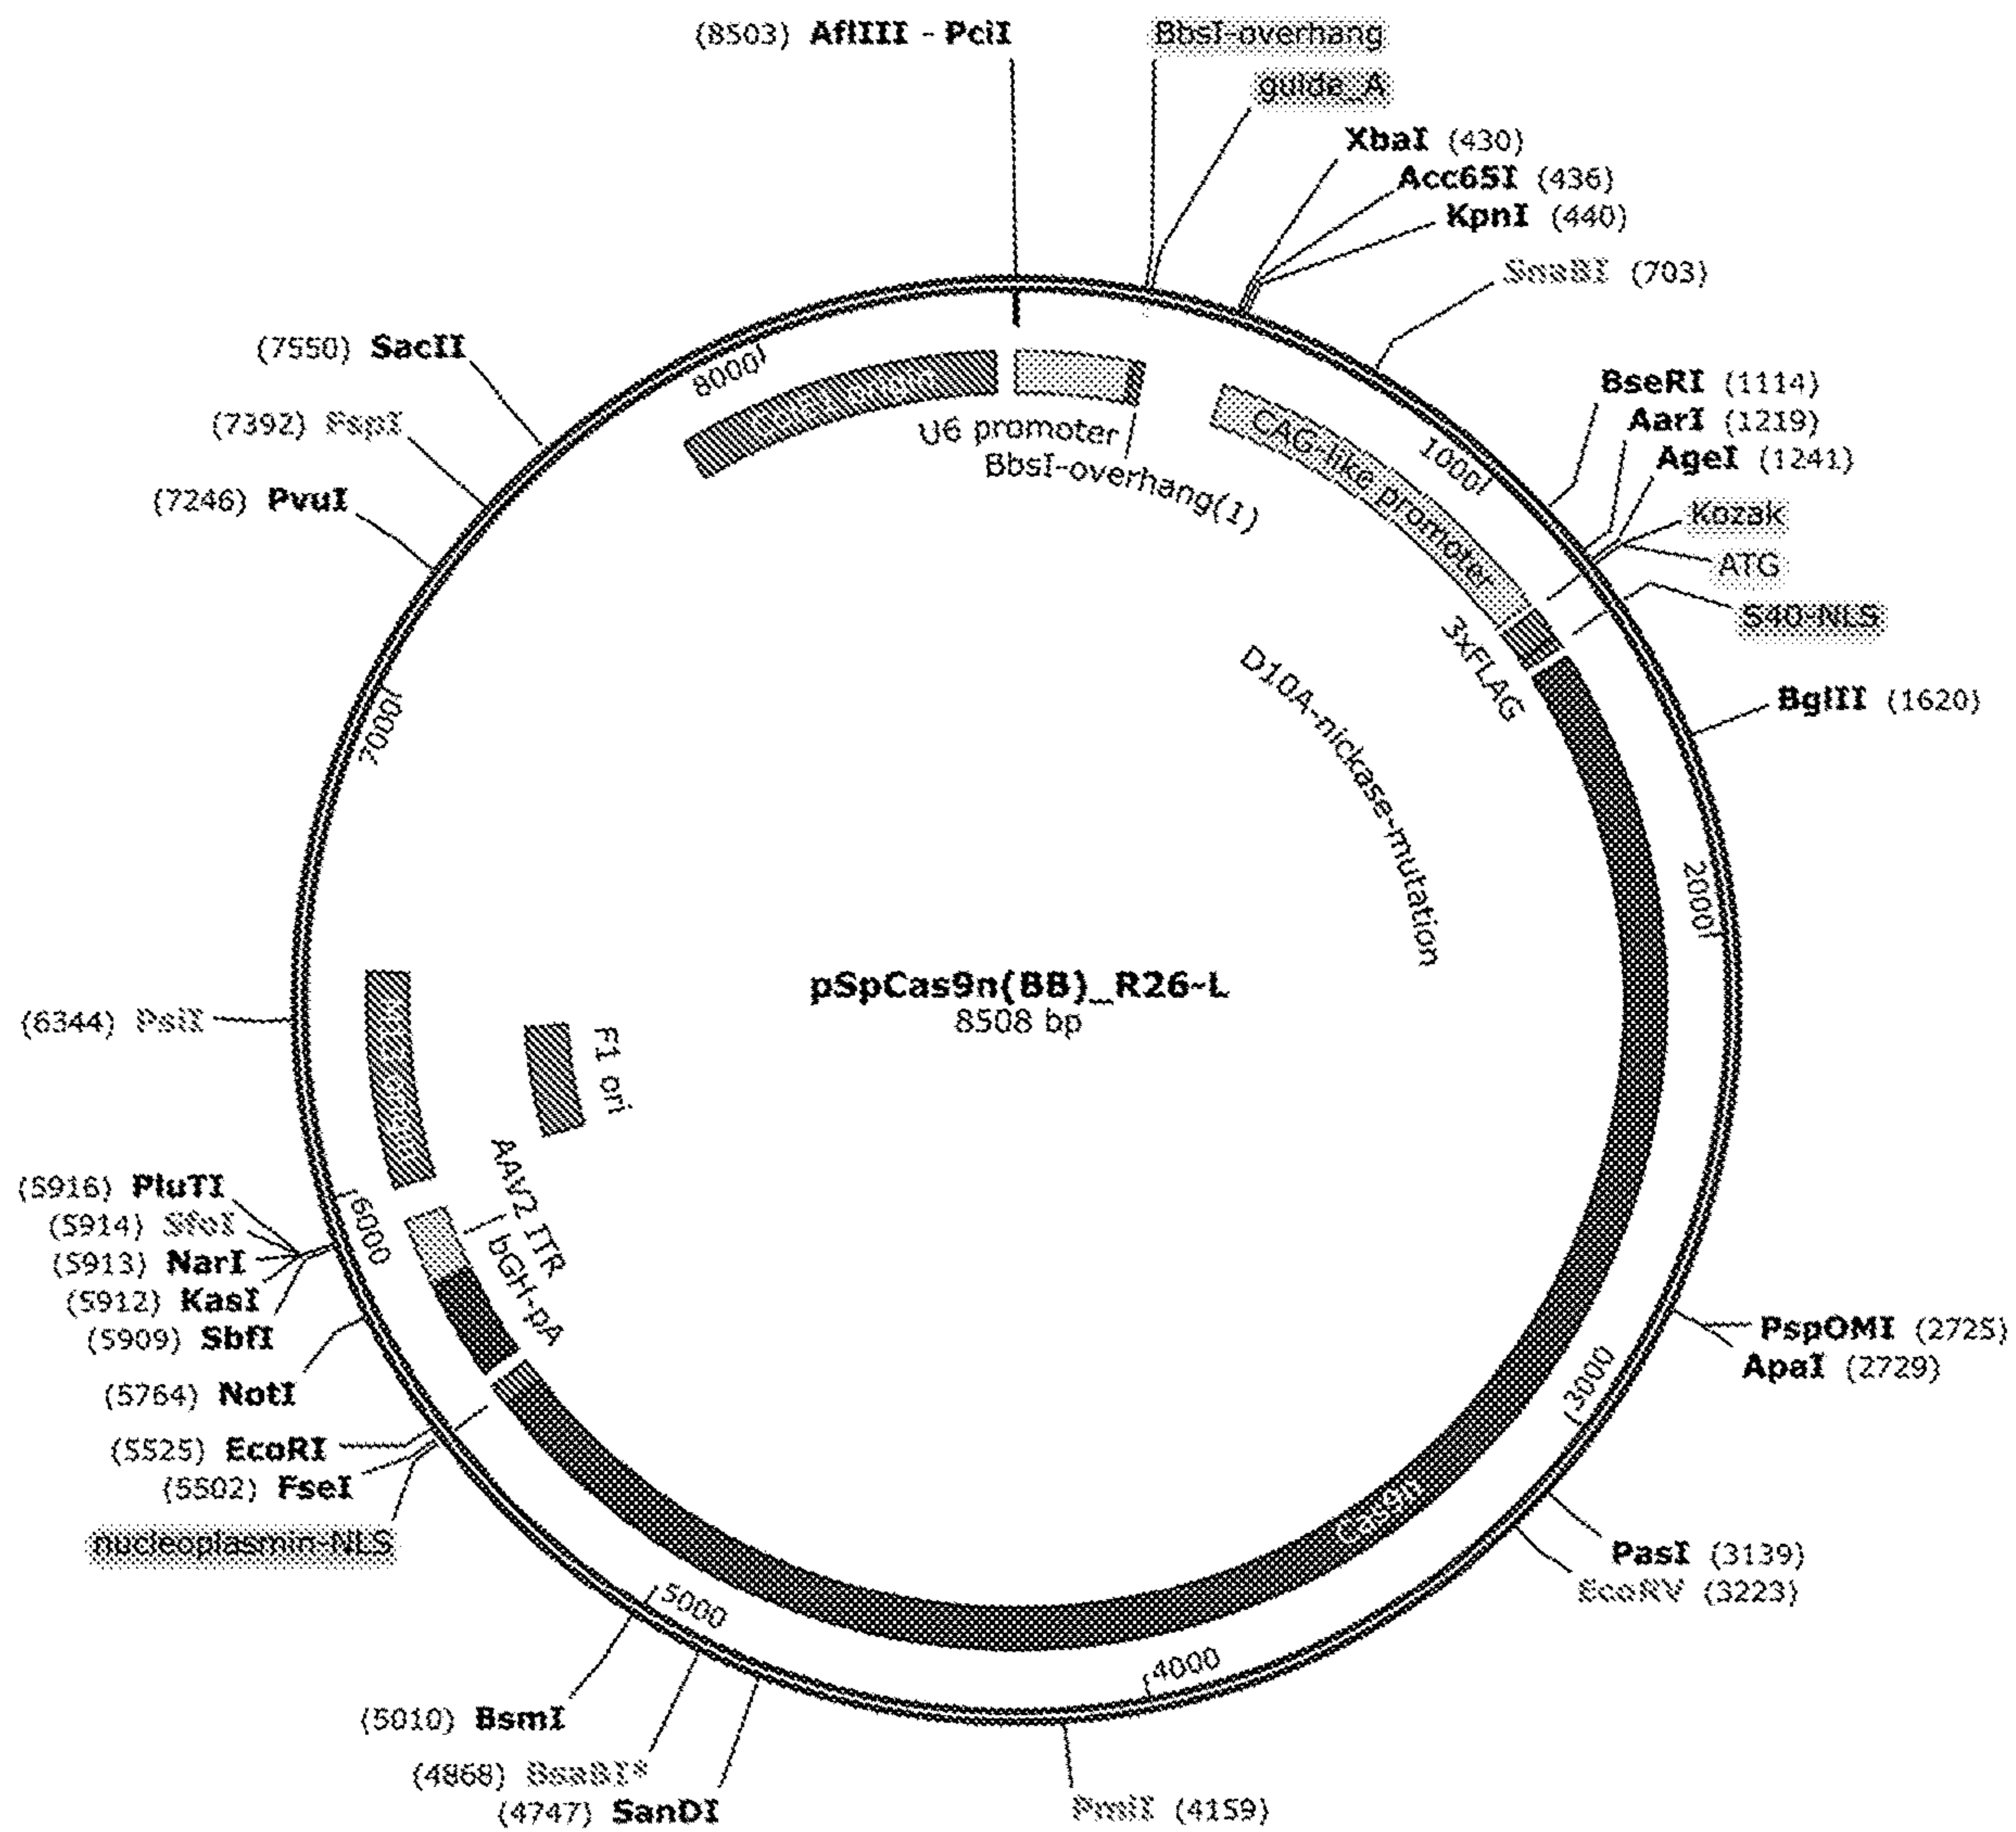 (8503) AflIII - PciI
BbsI-overhang
guide_A
XbaI (430)
Acc65I (436)
KpnI (440)
SnaBI (703)
BseRI (1114)
AarI (1219)
AgeI (1241)
Kozak
ATG
S40-NLS
BglII (1620)
PspOMI (2725)
ApaI (2729)
PasI (3139)
EcoRV (3223)
PmlI (4159)
SanDI (4747)
BsaBI* (4868)
BsmI (5010)
nucleoplasmin-NLS
(5502) FseI
(5525) EcoRI
(5764) NotI
(5909) SbfI
(5912) KasI
(5913) NarI
(5914) SfoI
(5916) PluTI
(6344) PsiI
(7246) PvuI
(7392) FspI
(7550) SacII
8000
1000
2000
3000
4000
5000
6000
7000
U6 promoter
BbsI-overhang(1)
CAG-like promoter
3xFLAG
D10A-nickase-mutation
Cas9n
bGH-pA
AAV2 ITR
F1 ori
pSpCas9n(BB)_R26-L
8508 bp